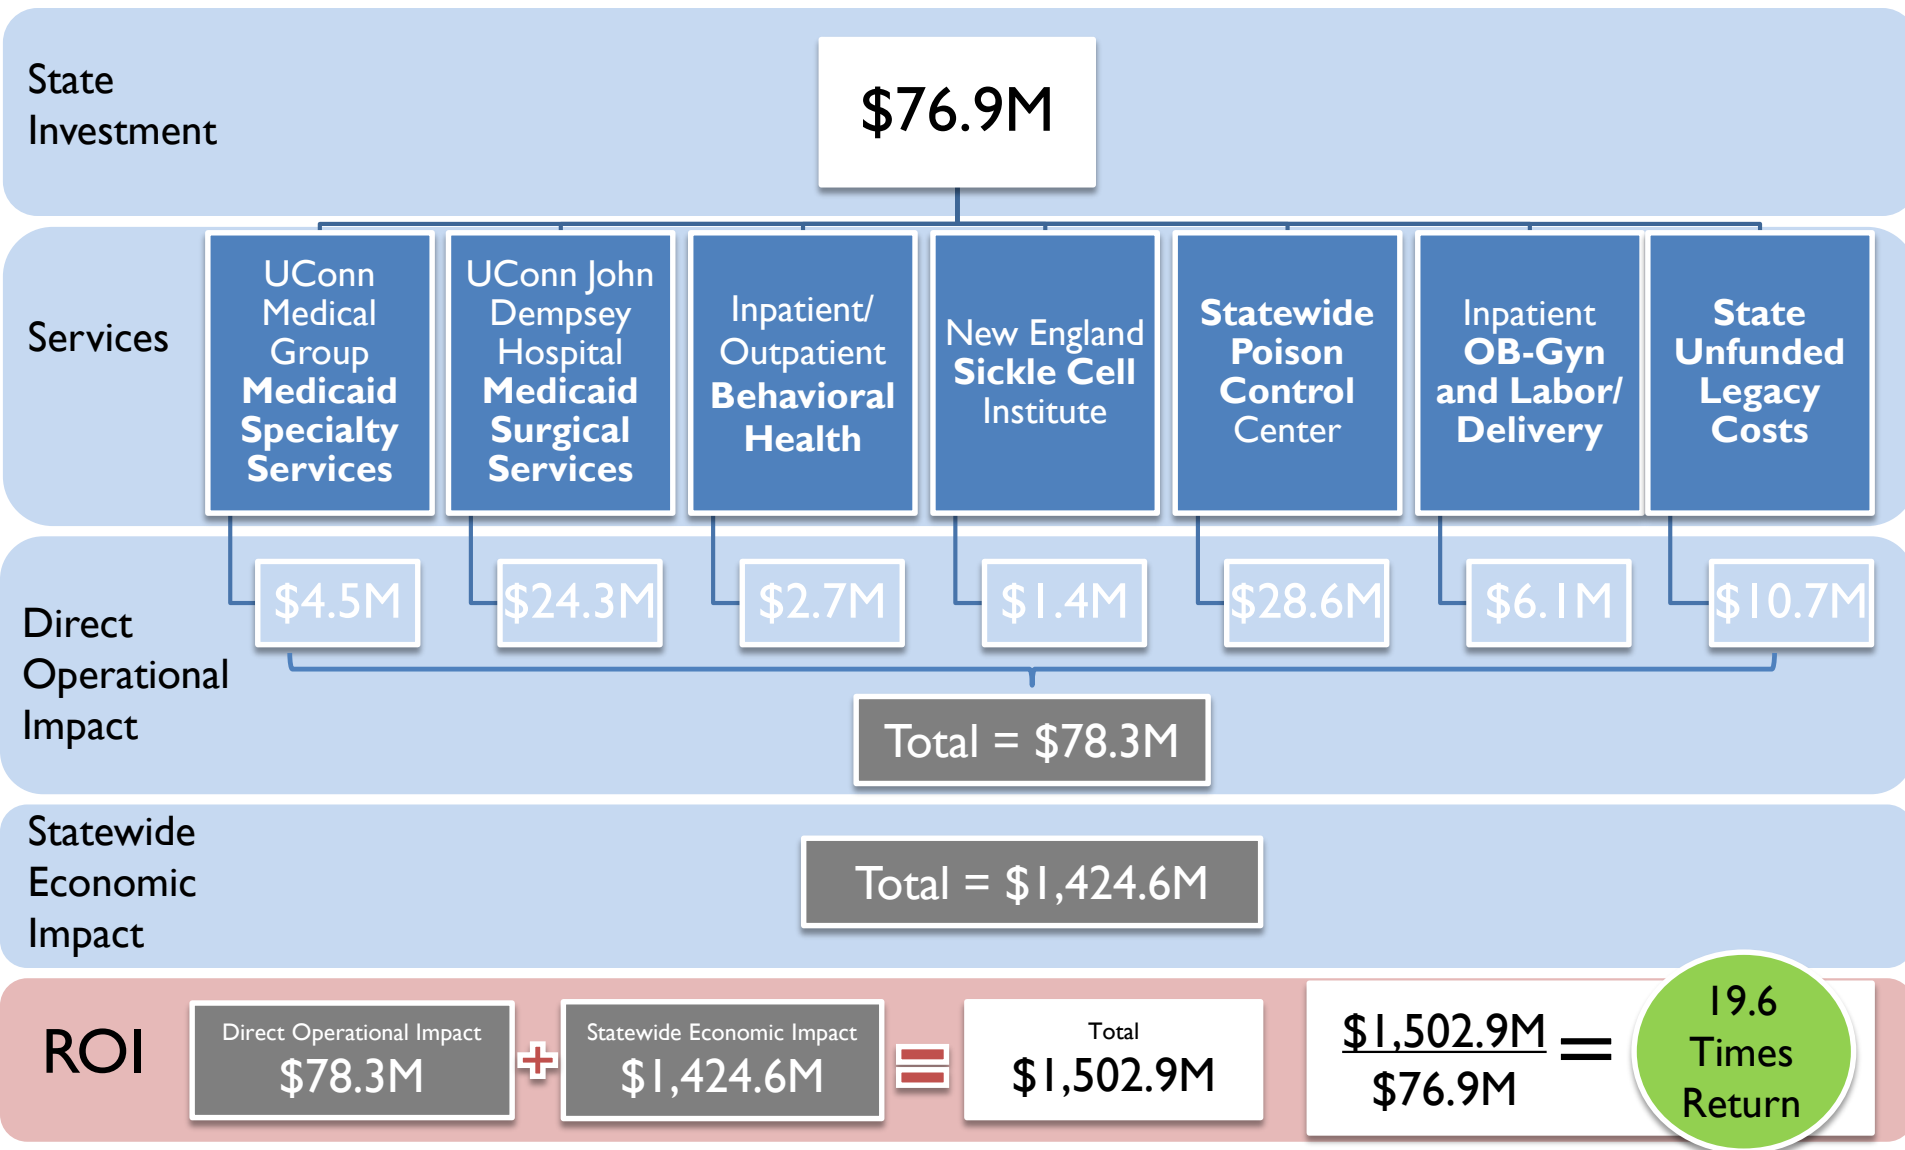 State
Investment
$76.9M
Services
UConn
Medical
Group
Medicaid
Specialty
Services
UConn John
Dempsey
Hospital
Medicaid
Surgical
Services
Inpatient/
Outpatient
Behavioral
Health
New England
Sickle Cell
Institute
Statewide
Poison
Control
Center
Inpatient
OB-Gyn
and Labor/
Delivery
State
Unfunded
Legacy
Costs
Direct
Operational
Impact
$4.5M
$24.3M
$2.7M
$1.4M
$28.6M
$6.1M
$10.7M
Total = $78.3M
Statewide
Economic
Impact
Total = $1,424.6M
ROI
Direct Operational Impact
$78.3M
+
Statewide Economic Impact
$1,424.6M
=
Total
$1,502.9M
$1,502.9M
$76.9M
=
19.6
Times
Return